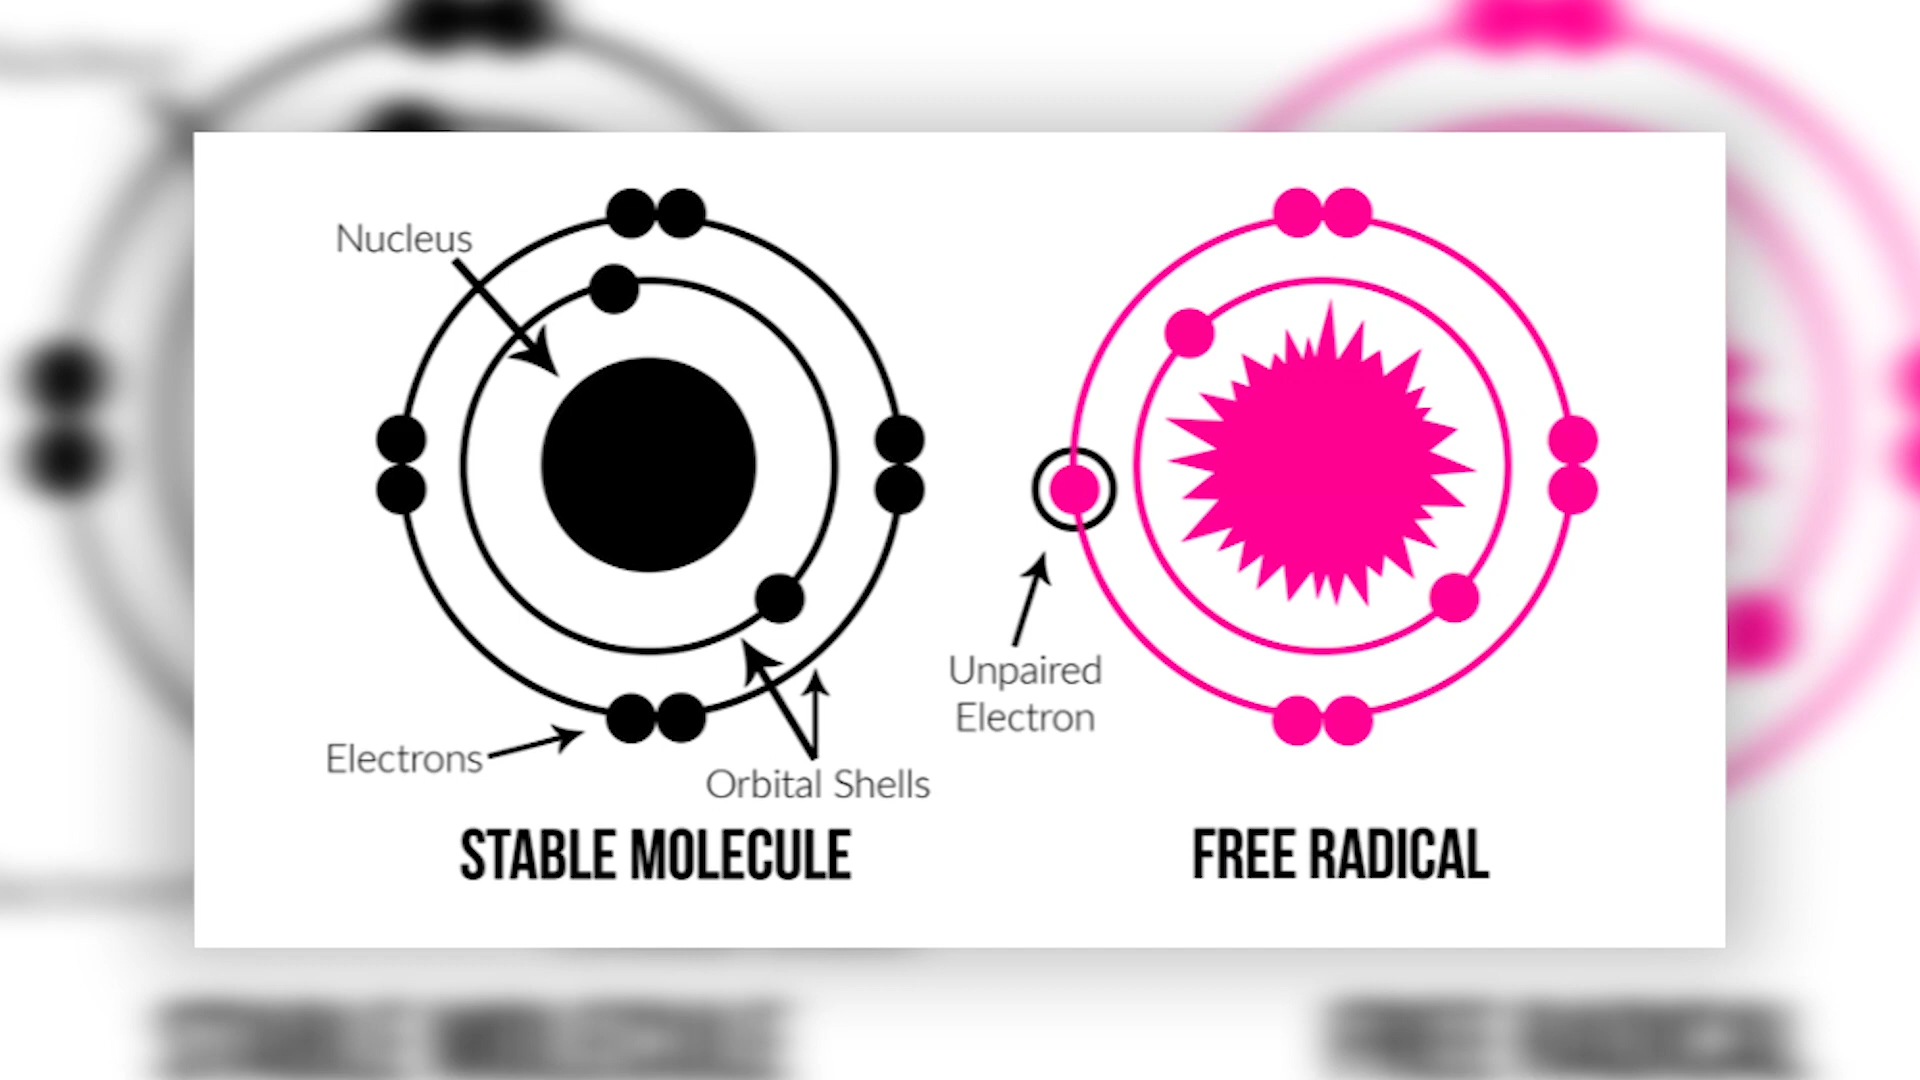 Nucleus
Electrons
Orbital Shells
STABLE MOLECULE
Unpaired
Electron
FREE RADICAL